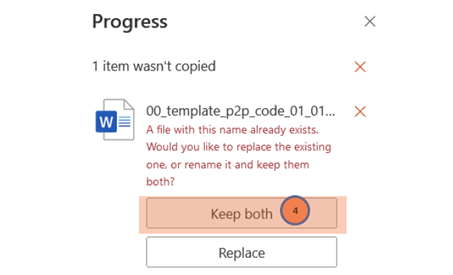 Progress
1 item wasn't copied
00_template_p2p_code_01_01...
A file with this name already exists.
Would you like to replace the existing
one, or rename it and keep them
both?
Keep both 4
Replace